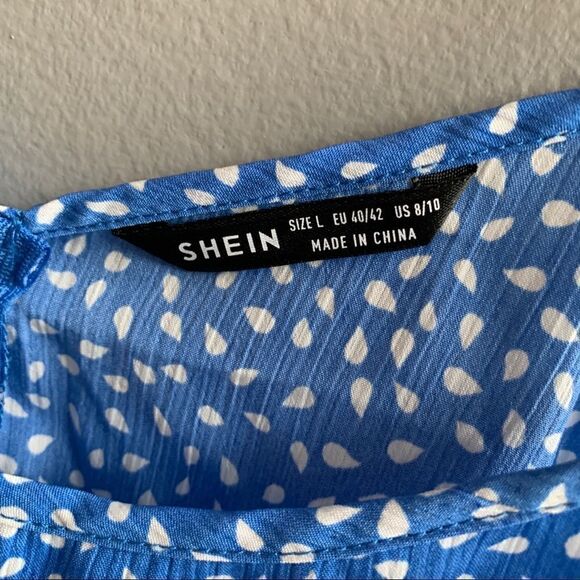 SHEIN
SIZE L EU 40/42 US 8/10
MADE IN CHINA